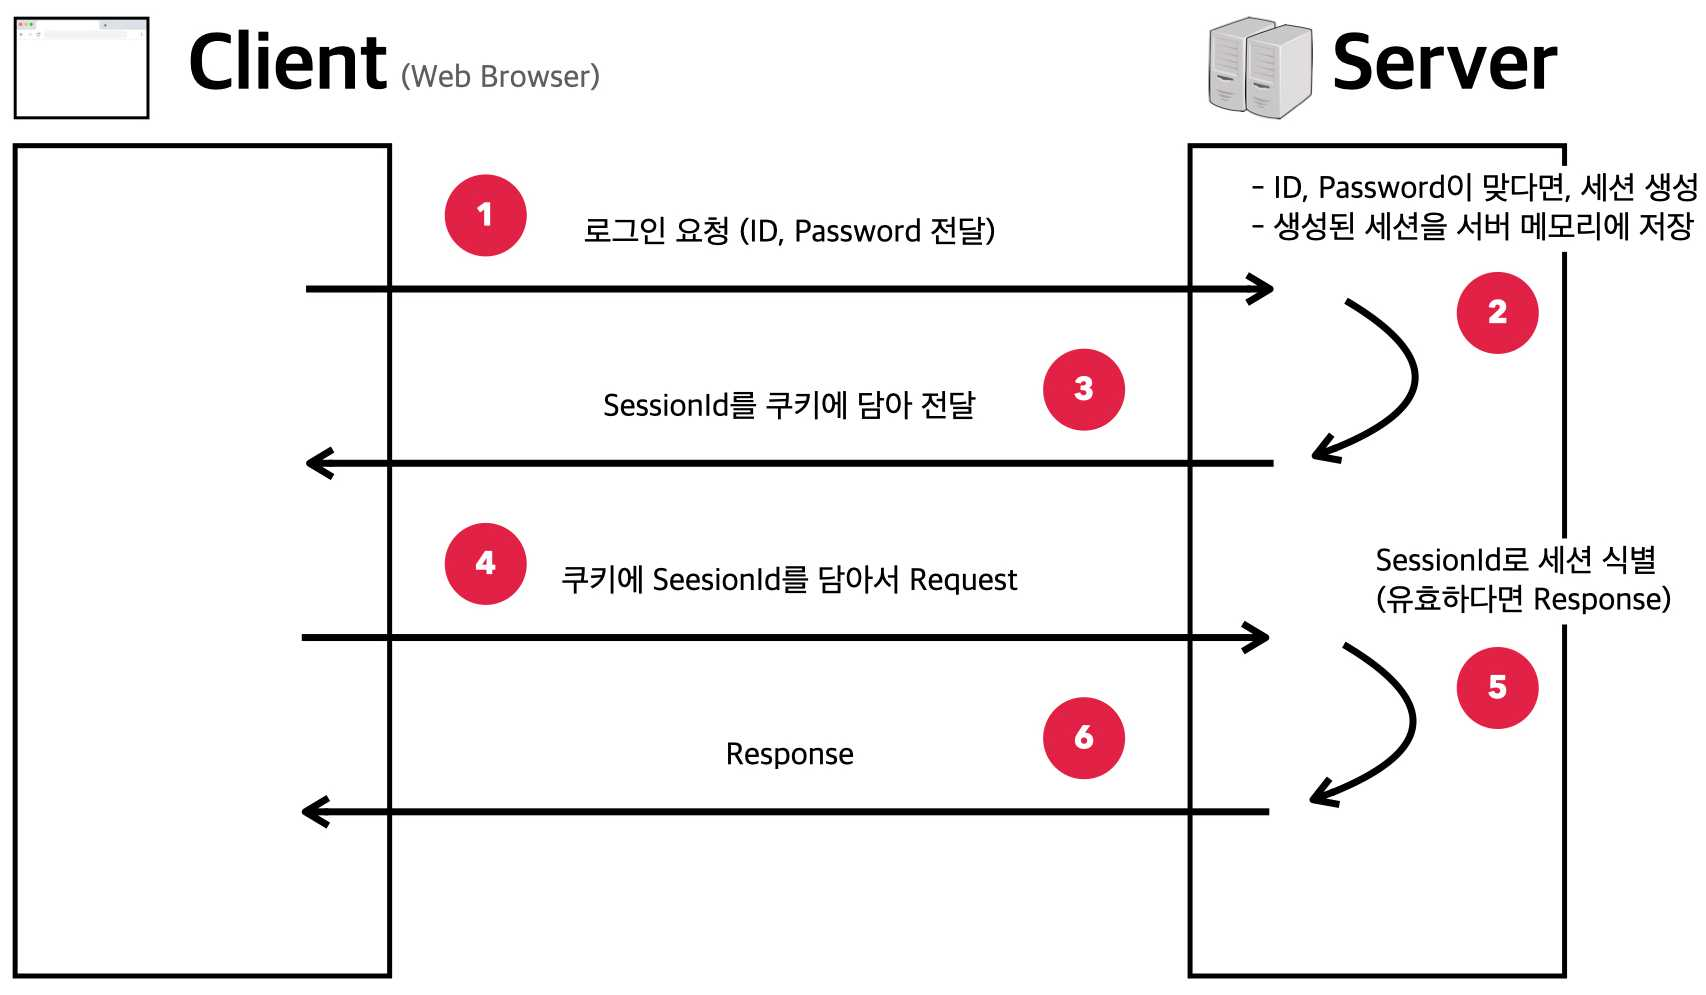 Client (Web Browser)
Server
1
로그인 요청 (ID, Password 전달)
- ID, Password이 맞다면, 세션 생성
- 생성된 세션을 서버 메모리에 저장
2
3
SessionId를 쿠키에 담아 전달
4
쿠키에 SeesionId를 담아서 Request
SessionId로 세션 식별
(유효하다면 Response)
5
6
Response